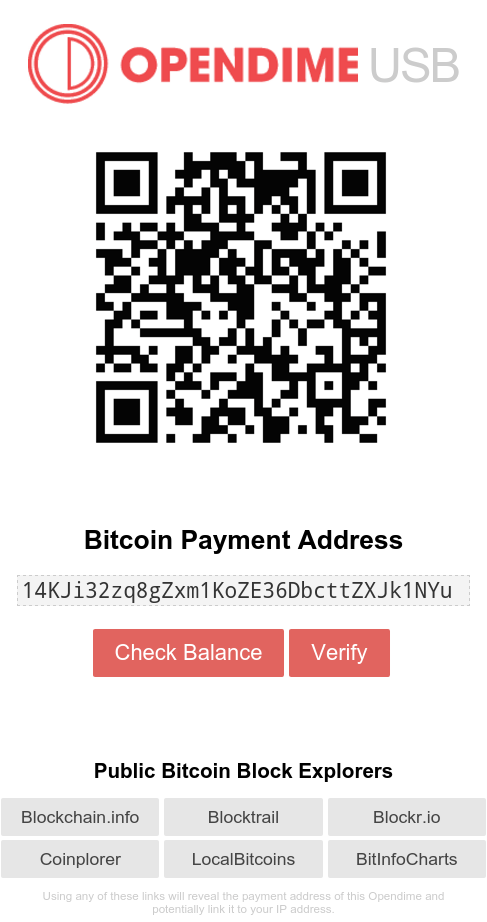 OPENDIME USB
Bitcoin Payment Address
14KJi32zq8gZxm1KoZE36DbcttZXJk1NYu
Check Balance Verify
Public Bitcoin Block Explorers
Blockchain.info Blocktrail Blockr.io
Coinplorer LocalBitcoins BitInfoCharts
Using any of these links will reveal the payment address of this Opendime and
potentially link it to your IP address.